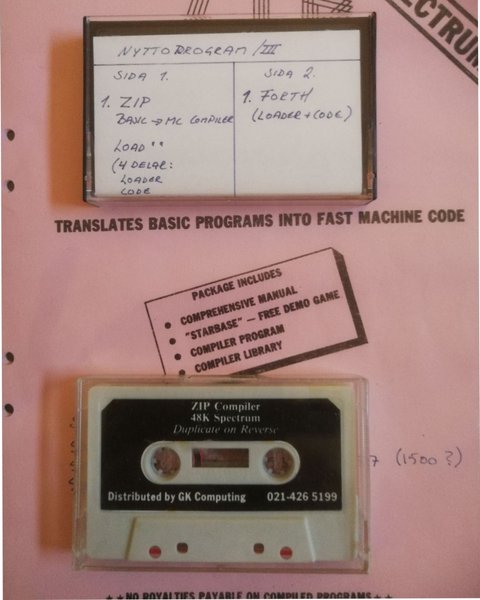 ECTRUM
NYTTOPROGRAM/III
SIDA 1.
1. ZIP
BASIC → MC COMPILER
LOAD ""
(4 DELAR:
LOADER
CODE
SIDA 2.
1. FORTH
(LOADER + CODE)
TRANSLATES BASIC PROGRAMS INTO FAST MACHINE CODE
PACKAGE INCLUDES
● COMPREHENSIVE MANUAL
● "STARBASE" — FREE DEMO GAME
● COMPILER PROGRAM
● COMPILER LIBRARY
ZIP Compiler
48K Spectrum
Duplicate on Reverse
7 (1500?)
Distributed by GK Computing 021-426 5199
★★NO ROYALTIES PAYABLE ON COMPILED PROGRAMS★★